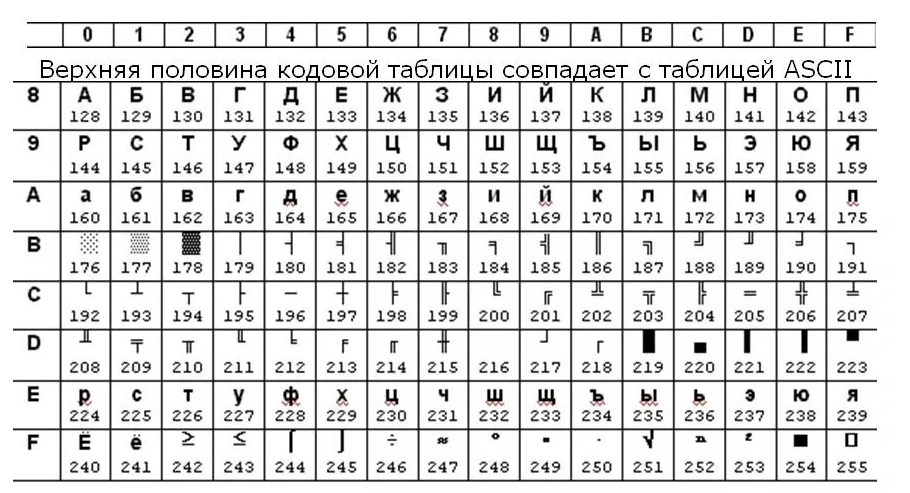 0 1 2 3 4 5 6 7 8 9 A B C D E F
Верхняя половина кодовой таблицы совпадает с таблицей ASCII
8 А Б В Г Д Е Ж З И Й К Л М Н О П
128 129 130 131 132 133 134 135 136 137 138 139 140 141 142 143
9 Р С Т У Ф Х Ц Ч Ш Щ Ъ Ы Ь Э Ю Я
144 145 146 147 148 149 150 151 152 153 154 155 156 157 158 159
A а б в г д е ж з и й к л м н о п
160 161 162 163 164 165 166 167 168 169 170 171 172 173 174 175
B ░ ▒ ▓ │ ┤ ╡ ╢ ╖ ╕ ╣ ║ ╗ ╝ ╜ ╛ ┐
176 177 178 179 180 181 182 183 184 185 186 187 188 189 190 191
C └ ┴ ┬ ├ ─ ┼ ╞ ╟ ╚ ╔ ╩ ╦ ╠ ═ ╬ ╧
192 193 194 195 196 197 198 199 200 201 202 203 204 205 206 207
D ╨ ╤ ╥ ╙ ╘ ╒ ╓ ╫ ┘ ┌ █ ▄ ▌ ▐ ▀
208 209 210 211 212 213 214 215 216 217 218 219 220 221 222 223
E р с т у ф х ц ч ш щ ъ ы ь э ю я
224 225 226 227 228 229 230 231 232 233 234 235 236 237 238 239
F Ё ё ≥ ≤ ⌠ ⌡ ÷ ≈ ° ▪ · √ ⁿ ² ■ □
240 241 242 243 244 245 246 247 248 249 250 251 252 253 254 255